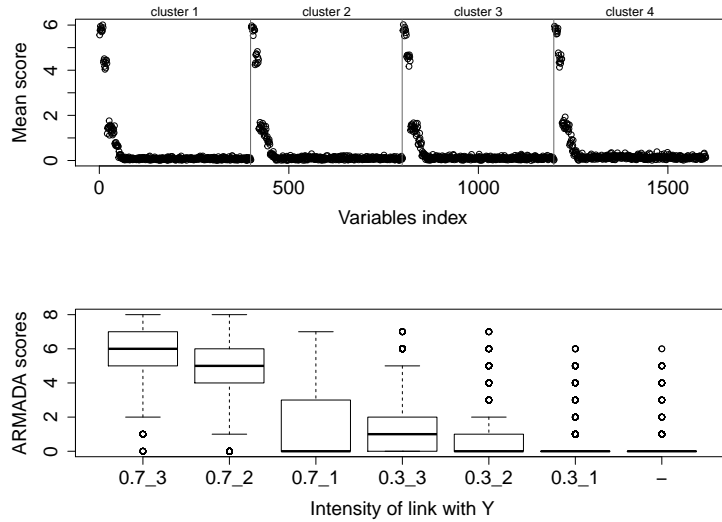 cluster 1 cluster 2 cluster 3 cluster 4
Mean score
6
4
2
0
0 500 1000 1500
Variables index
ARMADA scores
8
6
4
2
0
0.7_3 0.7_2 0.7_1 0.3_3 0.3_2 0.3_1 –
Intensity of link with Y